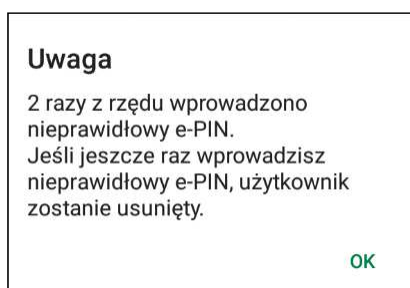 Uwaga
2 razy z rzędu wprowadzono
nieprawidłowy e-PIN.
Jeśli jeszcze raz wprowadzisz
nieprawidłowy e-PIN, użytkownik
zostanie usunięty.
OK